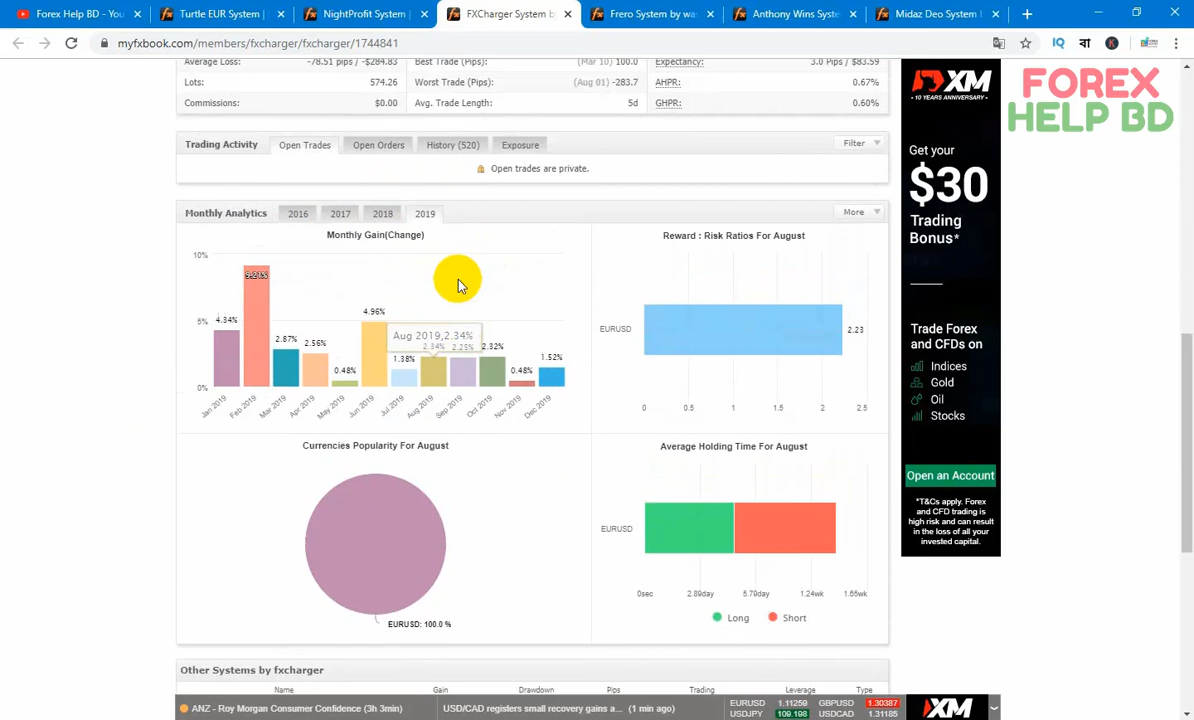 Forex Help BD - You
Turtle EUR System |
NightProfit System |
FXCharger System b
Frero System by wa
Anthony Wins Syste
Midaz Deo System |
myfxbook.com/members/fxcharger/fxcharger/1744841
FOREX
HELP BD
Average Loss: -78.51 pips / -$284.83 Best Trade (Pips): (Mar 10) 100.0 Expectancy: 3.0 Pips / $83.59
Lots: 574.26 Worst Trade (Pips): (Aug 01) -283.7 AHPR: 0.67%
Commissions: $0.00 Avg. Trade Length: 5d GHPR: 0.60%
Trading Activity Open Trades Open Orders History (520) Exposure Filter
Open trades are private.
Monthly Analytics 2016 2017 2018 2019 More
Monthly Gain(Change)
10%
5%
0%
4.34%
9.21%
2.87%
2.56%
0.48%
4.96%
1.38%
Aug 2019,2.34%
2.34%
2.25%
2.32%
0.48%
1.52%
Jan 2019
Feb 2019
Mar 2019
Apr 2019
May 2019
Jun 2019
Jul 2019
Aug 2019
Sep 2019
Oct 2019
Nov 2019
Dec 2019
Reward : Risk Ratios For August
EURUSD
2.23
0 0.5 1 1.5 2 2.5
Currencies Popularity For August
EURUSD: 100.0 %
Average Holding Time For August
EURUSD
0sec 2.89day 5.79day 1.24wk 1.65wk
Long Short
Other Systems by fxcharger
Name Gain Drawdown Pips Trading Leverage Type
ANZ - Roy Morgan Consumer Confidence (3h 3min)
USD/CAD registers small recovery gains a... (1 min ago)
EURUSD 1.11259 GBPUSD 1.30387
USDJPY 109.198 USDCAD 1.31185
XM
XM
10 YEARS ANNIVERSARY
Get your
$30
Trading
Bonus*
Trade Forex
and CFDs on
Indices
Gold
Oil
Stocks
Open an Account
*T&Cs apply. Forex
and CFD trading is
high risk and can result
in the loss of all your
invested capital.